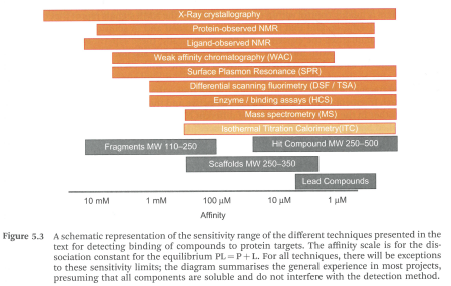 X-Ray crystallography
Protein-observed NMR
Ligand-observed NMR
Weak affinity chromatography (WAC)
Surface Plasmon Resonance (SPR)
Differential scanning fluorimetry (DSF / TSA)
Enzyme / binding assays (HCS)
Mass spectrometry (MS)
Isothermal Titration Calorimetry(ITC)
Fragments MW 110–250
Hit Compound MW 250-500
Scaffolds MW 250–350
Lead Compounds
10 mM 1 mM 100 µM 10 µM 1 µM
Affinity
Figure 5.3 A schematic representation of the sensitivity range of the different techniques presented in the
text for detecting binding of compounds to protein targets. The affinity scale is for the dis-
sociation constant for the equilibrium PL = P + L. For all techniques, there will be exceptions
to these sensitivity limits; the diagram summarises the general experience in most projects,
presuming that all components are soluble and do not interfere with the detection method.